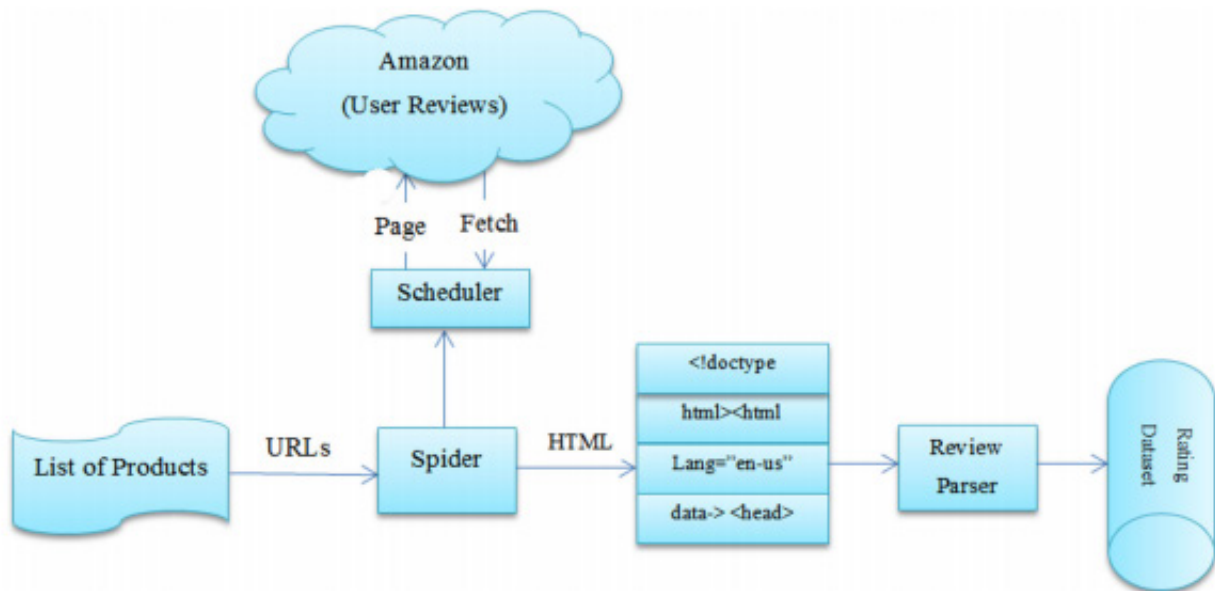 Amazon
(User Reviews)
Page
Fetch
Scheduler
<!doctype
html><html
Lang="en-us"
data-> <head>
List of Products
URLs
Spider
HTML
Review
Parser
Rating
Dataset